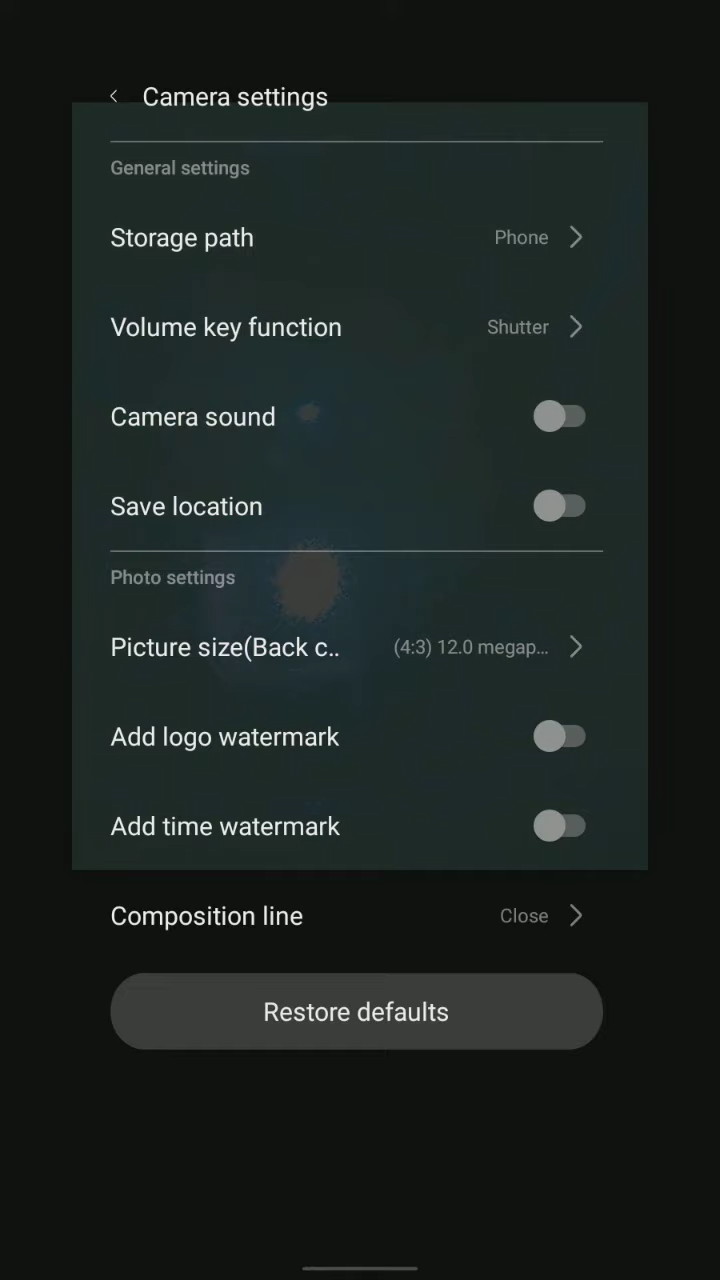 Camera settings
General settings
Storage path Phone
Volume key function Shutter
Camera sound
Save location
Photo settings
Picture size(Back c.. (4:3) 12.0 megap...
Add logo watermark
Add time watermark
Composition line Close
Restore defaults